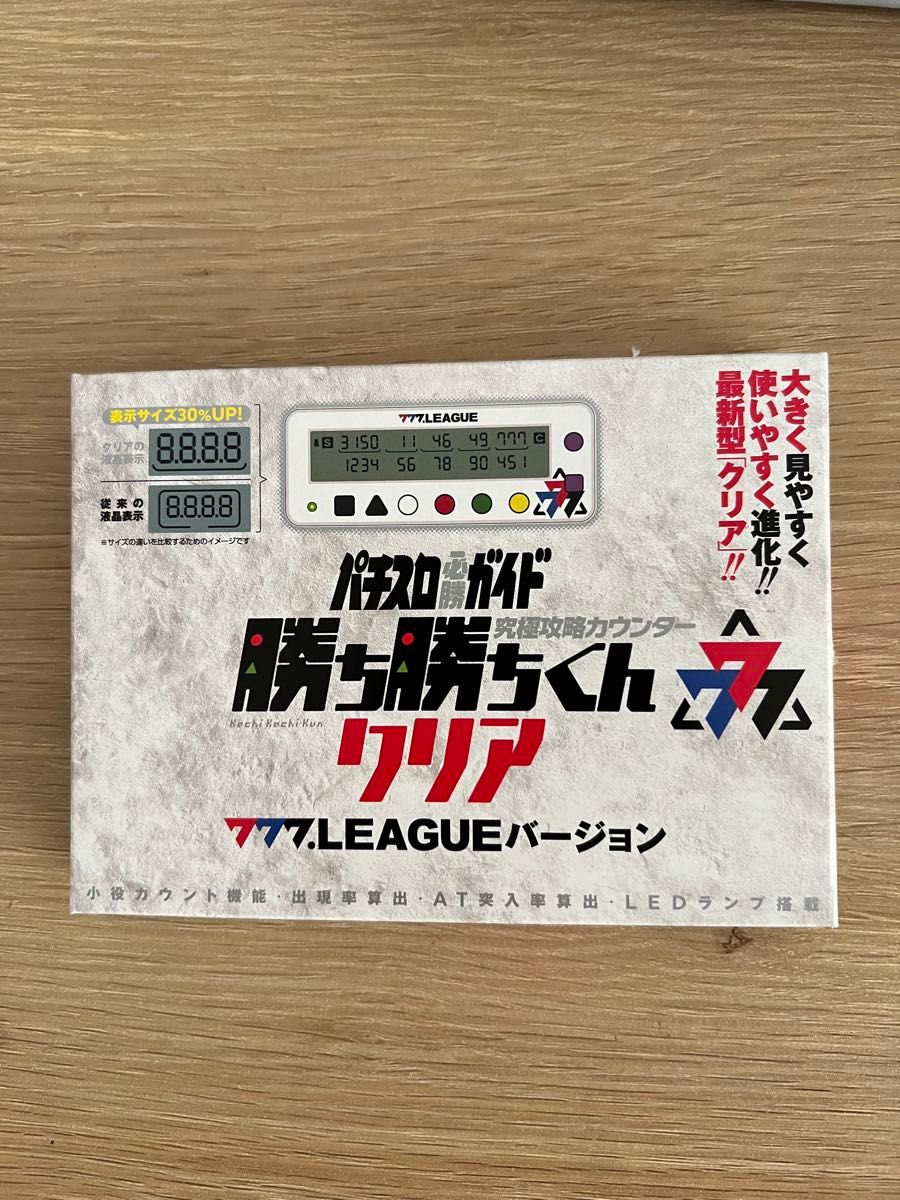 表示サイズ30%UP!
クリアの
液晶表示
8.8.8.8
従来の
液晶表示
8.8.8.8
※サイズの違いを比較するためのイメージです
777.LEAGUE
S 3150 11 46 49 777 C
1234 56 78 90 451
大きく見やすく
使いやすく進化!!
最新型「クリア」!!
パチスロ必勝ガイド
究極攻略カウンター
勝ち勝ちくん
Kachi Kachi Kun
クリア
777
777.LEAGUEバージョン
小役カウント機能・出現率算出・AT突入率算出・LEDランプ搭載